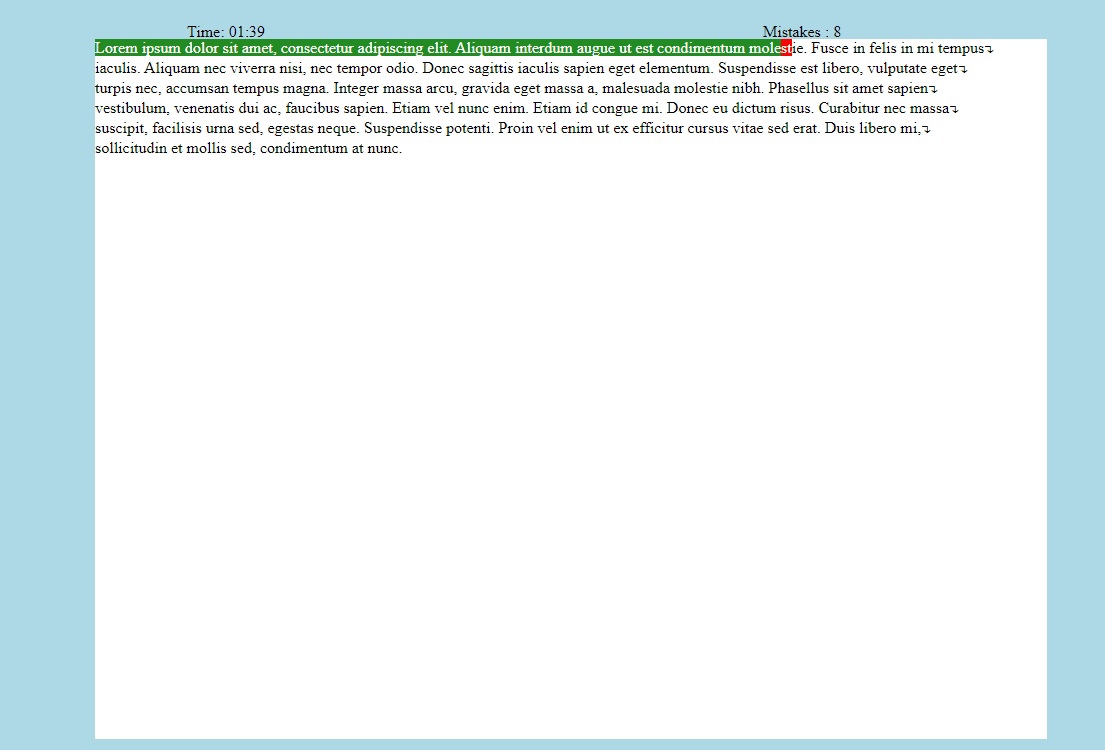 Time: 01:39 Mistakes : 8
Lorem ipsum dolor sit amet, consectetur adipiscing elit. Aliquam interdum augue ut est condimentum molestie. Fusce in felis in mi tempus⤵
iaculis. Aliquam nec viverra nisi, nec tempor odio. Donec sagittis iaculis sapien eget elementum. Suspendisse est libero, vulputate eget⤵
turpis nec, accumsan tempus magna. Integer massa arcu, gravida eget massa a, malesuada molestie nibh. Phasellus sit amet sapien⤵
vestibulum, venenatis dui ac, faucibus sapien. Etiam vel nunc enim. Etiam id congue mi. Donec eu dictum risus. Curabitur nec massa⤵
suscipit, facilisis urna sed, egestas neque. Suspendisse potenti. Proin vel enim ut ex efficitur cursus vitae sed erat. Duis libero mi,⤵
sollicitudin et mollis sed, condimentum at nunc.